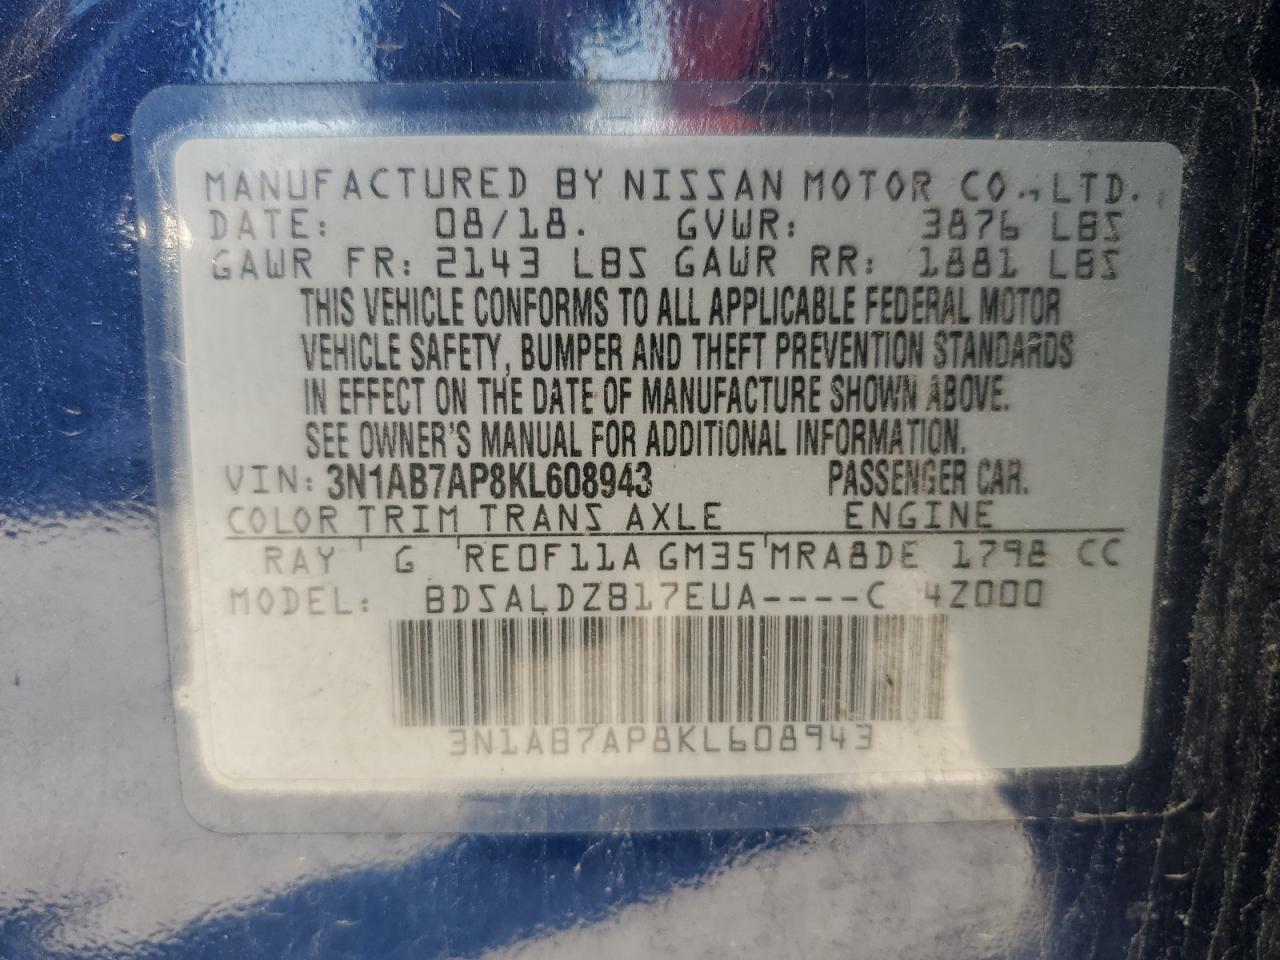 MANUFACTURED BY NISSAN MOTOR CO., LTD.
DATE: 08/18. GVWR: 3876 LBS
GAWR FR: 2143 LBS GAWR RR: 1881 LBS
THIS VEHICLE CONFORMS TO ALL APPLICABLE FEDERAL MOTOR
VEHICLE SAFETY, BUMPER AND THEFT PREVENTION STANDARDS
IN EFFECT ON THE DATE OF MANUFACTURE SHOWN ABOVE.
SEE OWNER'S MANUAL FOR ADDITIONAL INFORMATION.
VIN: 3N1AB7AP8KL608943 PASSENGER CAR.
COLOR TRIM TRANS AXLE ENGINE
RAY G RE0F11A GM35 MRA8DE 1798 CC
MODEL: BDSALDZB17EUA----C 4Z000
3N1AB7AP8KL608943